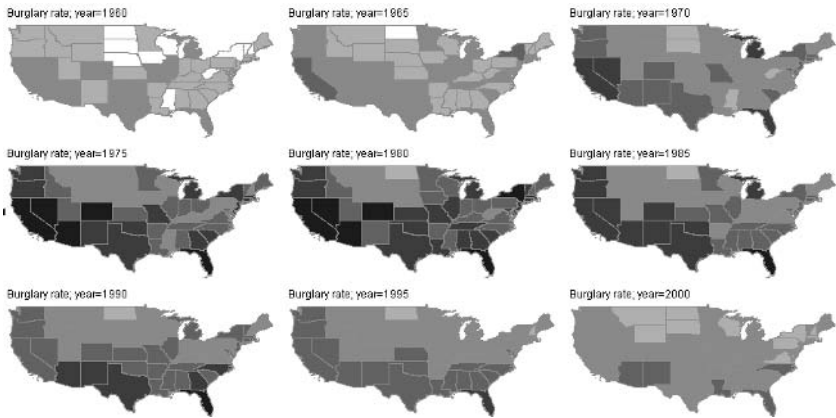 Burglary rate; year=1960
Burglary rate; year=1965
Burglary rate; year=1970
Burglary rate; year=1975
Burglary rate; year=1980
Burglary rate; year=1985
Burglary rate; year=1990
Burglary rate; year=1995
Burglary rate; year=2000